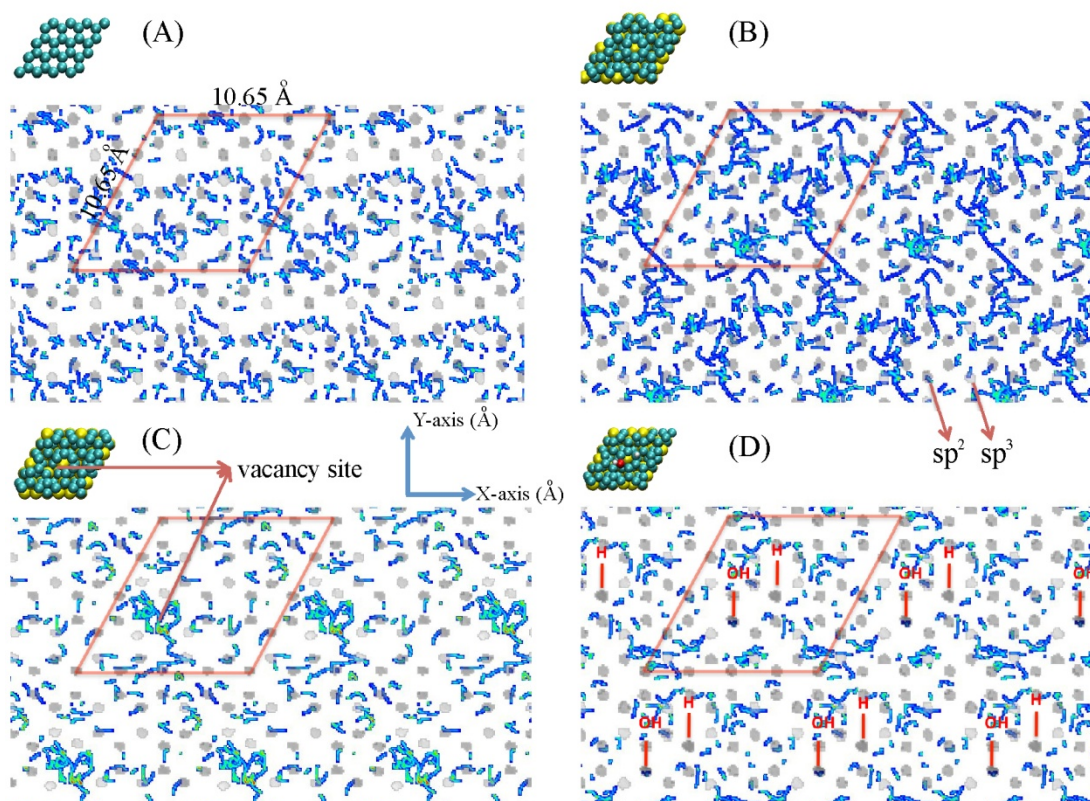 (A)
(B)
10.65 Å
10.65 Å
sp² sp³
(C)
vacancy site
Y-axis (Å)
X-axis (Å)
(D)
H
H
H
OH
OH
OH
H
H
H
OH
OH
OH